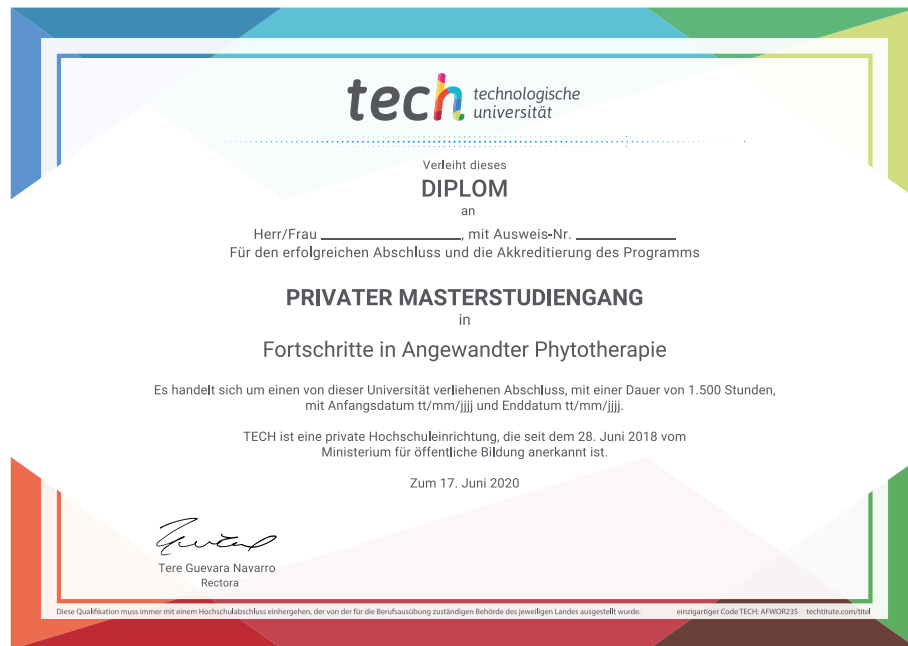 tech technologische
universität
Verleiht dieses
DIPLOM
an
Herr/Frau ____________________, mit Ausweis-Nr. ______________
Für den erfolgreichen Abschluss und die Akkreditierung des Programms
PRIVATER MASTERSTUDIENGANG
in
Fortschritte in Angewandter Phytotherapie
Es handelt sich um einen von dieser Universität verliehenen Abschluss, mit einer Dauer von 1.500 Stunden,
mit Anfangsdatum tt/mm/jjjj und Enddatum tt/mm/jjjj.
TECH ist eine private Hochschuleinrichtung, die seit dem 28. Juni 2018 vom
Ministerium für öffentliche Bildung anerkannt ist.
Zum 17. Juni 2020
Tere Guevara Navarro
Rectora
Diese Qualifikation muss immer mit einem Hochschulabschluss einhergehen, der von der für die Berufsausübung zuständigen Behörde des jeweiligen Landes ausgestellt wurde. einzigartiger Code TECH: AFWOR23S techtitute.com/titel